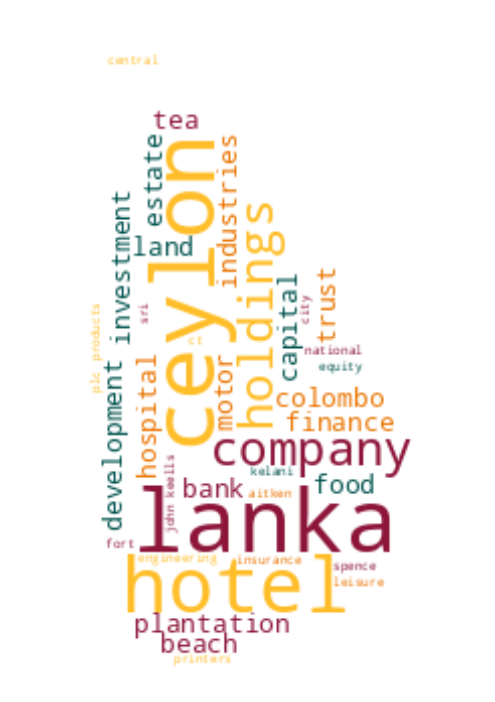 central
tea
estate
ceylon
industries
investment
land
holdings
capital
city
trust
sri
plc products
ct
national
equity
development
hospital
motor
colombo
finance
company
john keells
kelani
bank
aitken
food
lanka
fort
engineering
insurance
spence
hotel
leisure
plantation
beach
printers